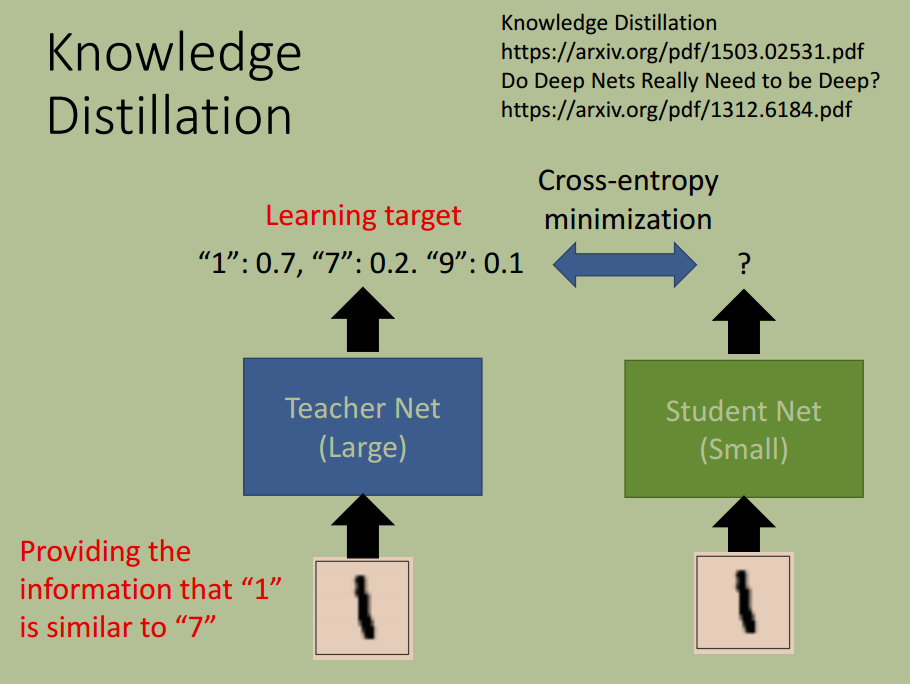 Knowledge
Distillation
Knowledge Distillation
https://arxiv.org/pdf/1503.02531.pdf
Do Deep Nets Really Need to be Deep?
https://arxiv.org/pdf/1312.6184.pdf
Cross-entropy
minimization
Learning target
“1”: 0.7, “7”: 0.2. “9”: 0.1
?
Teacher Net
(Large)
Student Net
(Small)
Providing the
information that “1”
is similar to “7”